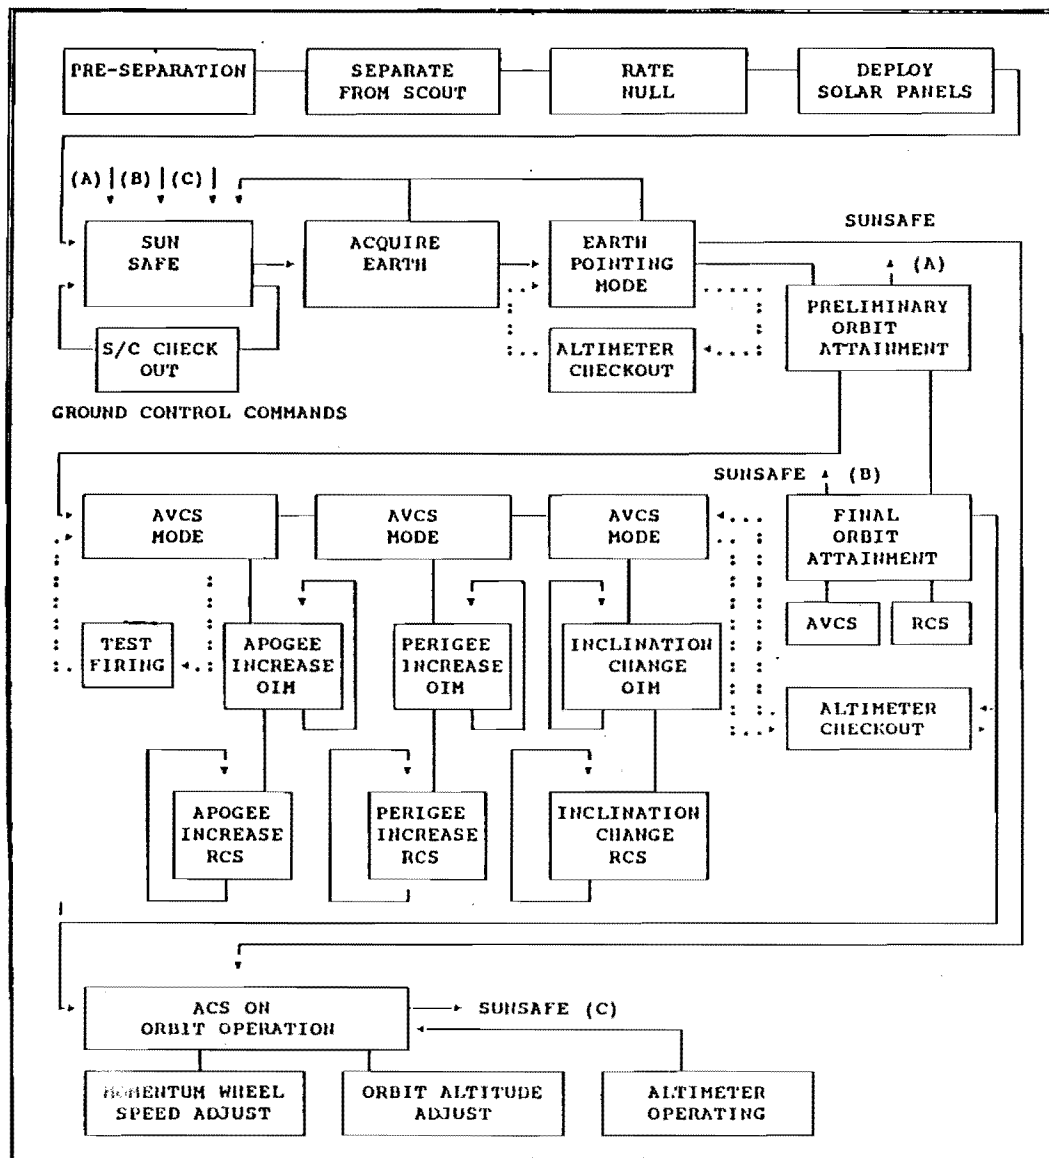 PRE-SEPARATION
SEPARATE
FROM SCOUT
RATE
NULL
DEPLOY
SOLAR PANELS
(A) (B) (C)
SUN
SAFE
ACQUIRE
EARTH
EARTH
POINTING
MODE
SUNSAFE
(A)
PRELIMINARY
ORBIT
ATTAINMENT
S/C CHECK
OUT
ALTIMETER
CHECKOUT
GROUND CONTROL COMMANDS
SUNSAFE (B)
AVCS
MODE
AVCS
MODE
AVCS
MODE
FINAL
ORBIT
ATTAINMENT
AVCS
RCS
TEST
FIRING
APOGEE
INCREASE
OIM
PERIGEE
INCREASE
OIM
INCLINATION
CHANGE
OIM
ALTIMETER
CHECKOUT
APOGEE
INCREASE
RCS
PERIGEE
INCREASE
RCS
INCLINATION
CHANGE
RCS
ACS ON
ORBIT OPERATION
SUNSAFE (C)
MOMENTUM WHEEL
SPEED ADJUST
ORBIT ALTITUDE
ADJUST
ALTIMETER
OPERATING